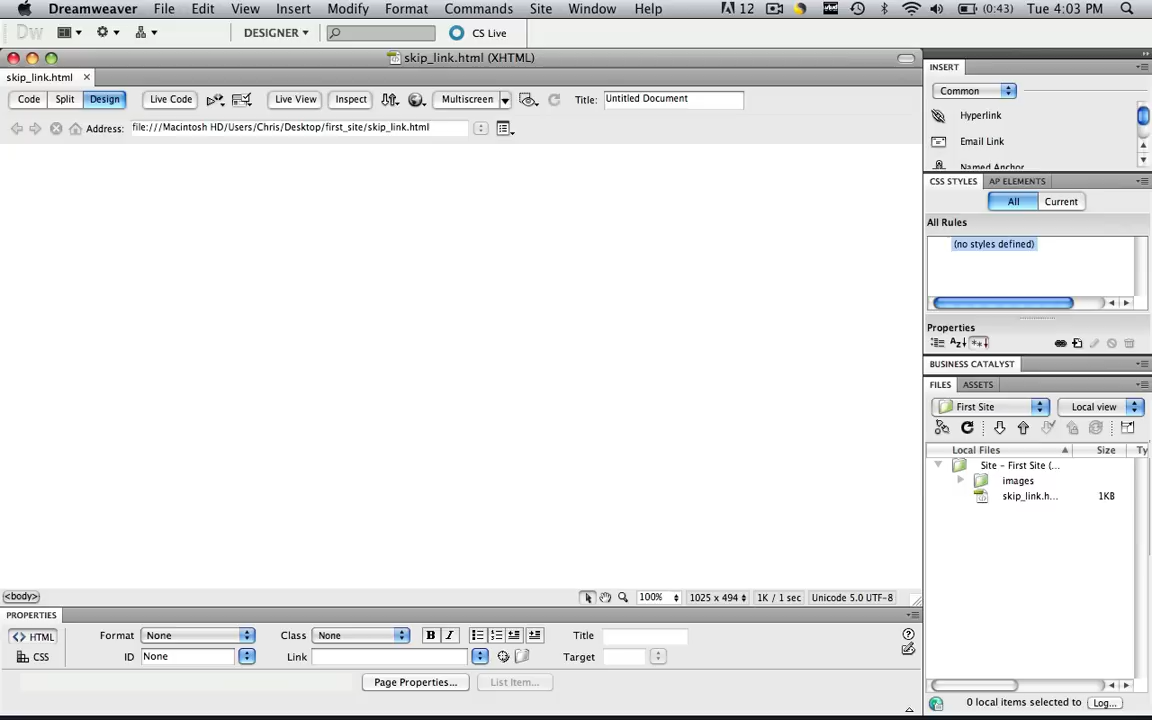 Dreamweaver File Edit View Insert Modify Format Commands Site Window Help 12 (0:43) Tue 4:03 PM
Dw DESIGNER CS Live
skip_link.html (XHTML)
skip_link.html
Code Split Design Live Code Live View Inspect Multiscreen Title: Untitled Document
Address: file:///Macintosh HD/Users/Chris/Desktop/first_site/skip_link.html
INSERT
Common
Hyperlink
Email Link
Named Anchor
CSS STYLES AP ELEMENTS
All Current
All Rules
(no styles defined)
Properties
BUSINESS CATALYST
FILES ASSETS
First Site Local view
Local Files Size Ty
Site - First Site (...
images
skip_link.h... 1KB
0 local items selected to Log...
<body> 100% 1025 x 494 1K / 1 sec Unicode 5.0 UTF-8
PROPERTIES
<> HTML Format None Class None B I Title
CSS ID None Link Target
Page Properties... List Item...